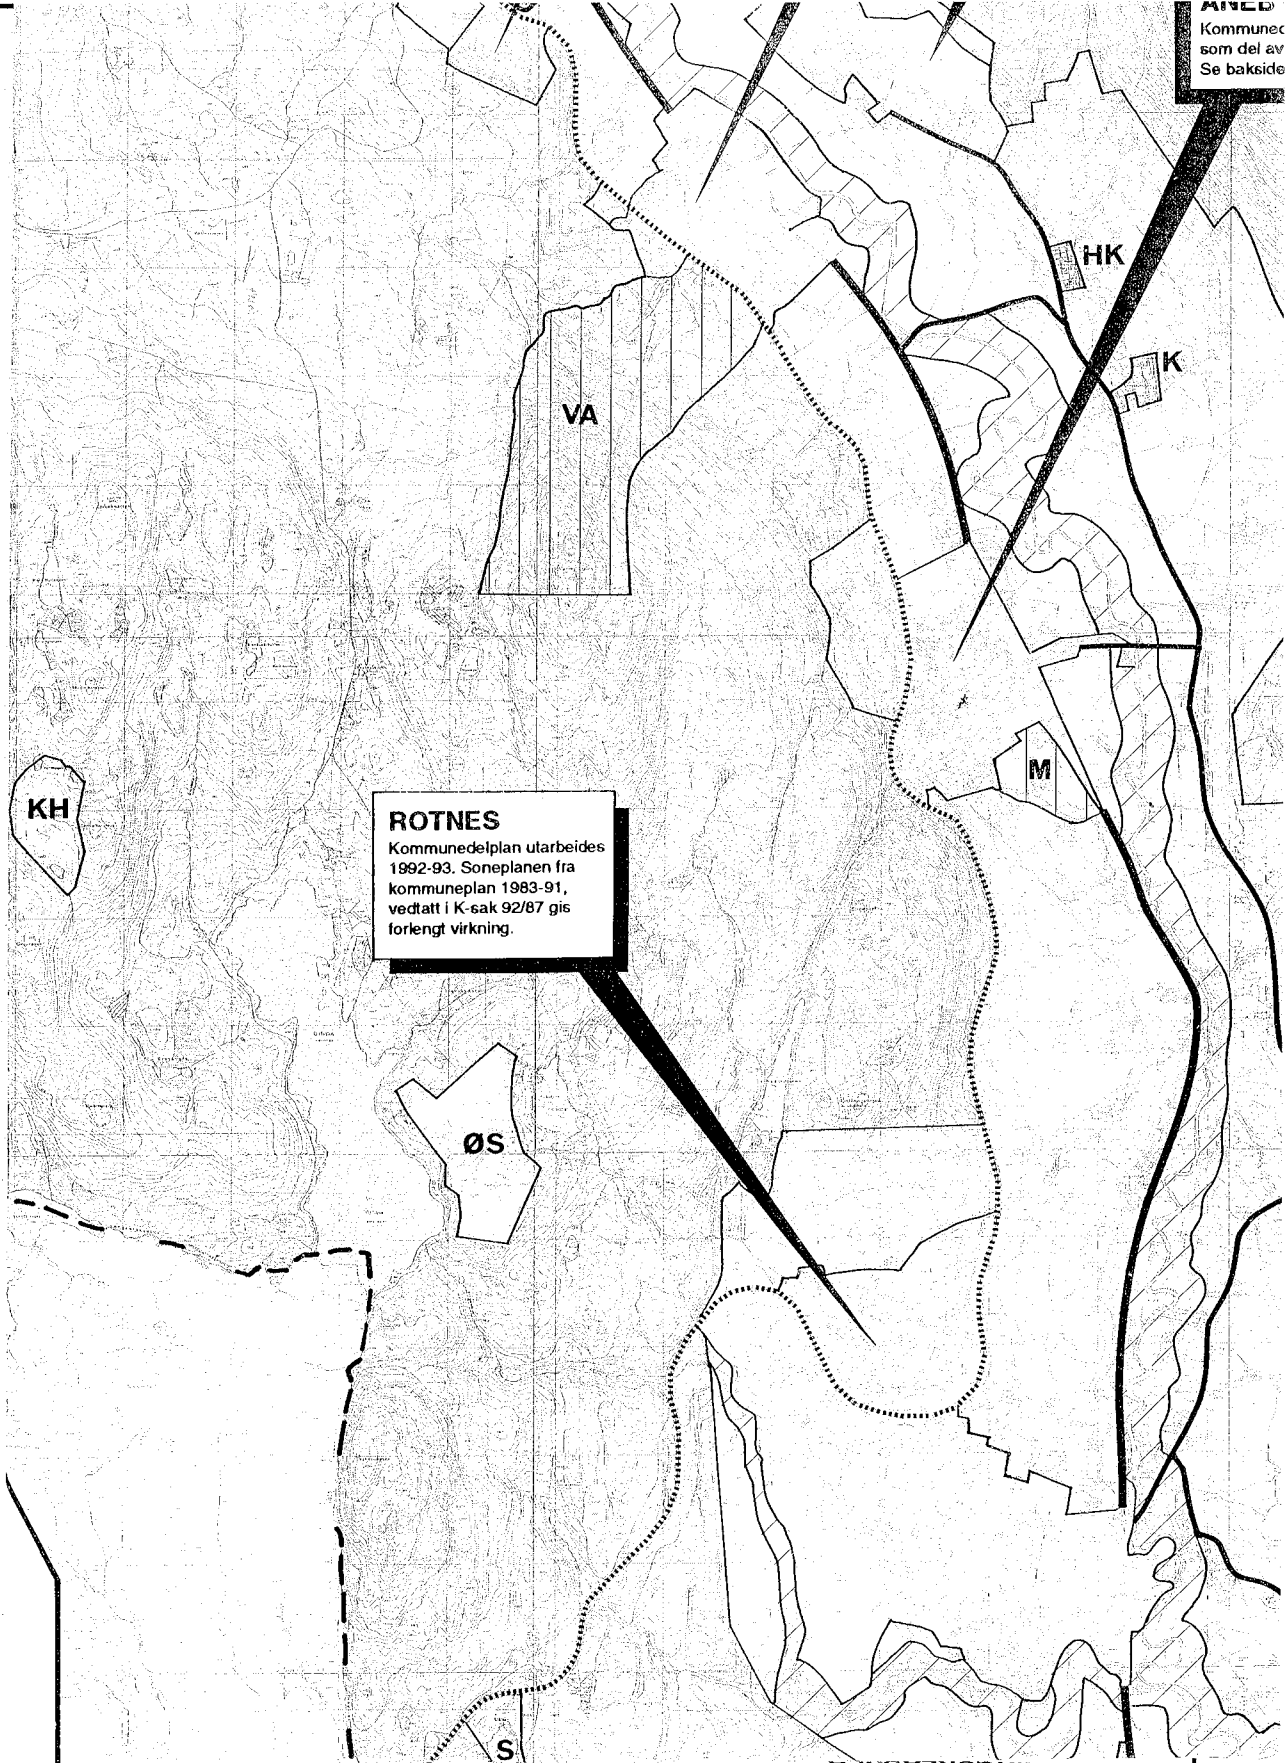 Kommuned
som del av
Se bakside
HK
K
VA
M
KH
ROTNES
Kommunedelplan utarbeides
1992-93. Soneplanen fra
kommuneplan 1983-91,
vedtatt i K-sak 92/87 gis
forlengt virkning.
ØS
S